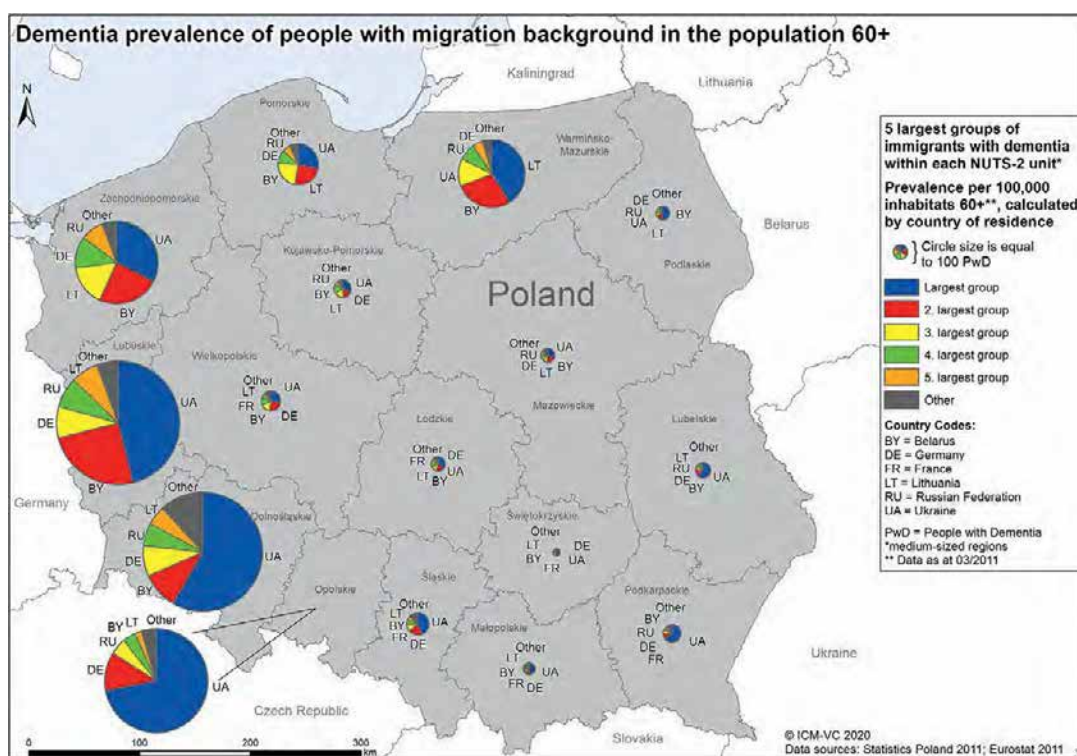 Dementia prevalence of people with migration background in the population 60+
Kaliningrad
Lithuania
N
Pomorskie
Other
RU
UA
DE
BY
LT
Other
DE
RU
Warmińsko-
Mazurskie
LT
UA
BY
Zachodniopomorskie
Other
RU
UA
DE
LT
BY
DE
Other
RU
BY
UA
LT
Podlaskie
Belarus
Kujawsko-Pomorskie
Other
RU
UA
BY
DE
LT
Poland
Lubuskie
Other
LT
RU
UA
DE
BY
Wielkopolskie
Other
LT
UA
FR
DE
BY
Other
UA
RU
DE
BY
LT
Mazowieckie
Lodzkie
Other
FR
DE
LT
UA
BY
Lubelskie
Other
LT
RU
UA
DE
BY
Germany
Other
LT
Dolnośląskie
RU
UA
DE
BY
Świętokrzyskie
Other
LT
DE
BY
UA
FR
Opolskie
Śląskie
Other
LT
UA
BY
FR
DE
Małopolskie
Other
LT
BY
UA
FR
DE
Podkarpackie
Other
BY
RU
UA
DE
FR
BY
LT
Other
RU
DE
UA
Czech Republic
Slovakia
Ukraine
0
100
200
300
km
5 largest groups of
immigrants with dementia
within each NUTS-2 unit*
Prevalence per 100,000
inhabitats 60+**, calculated
by country of residence
Circle size is equal
to 100 PwD
Largest group
2. largest group
3. largest group
4. largest group
5. largest group
Other
Country Codes:
BY = Belarus
DE = Germany
FR = France
LT = Lithuania
RU = Russian Federation
UA = Ukraine
PwD = People with Dementia
*medium-sized regions
** Data as at 03/2011
© ICM-VC 2020
Data sources: Statistics Poland 2011; Eurostat 2011